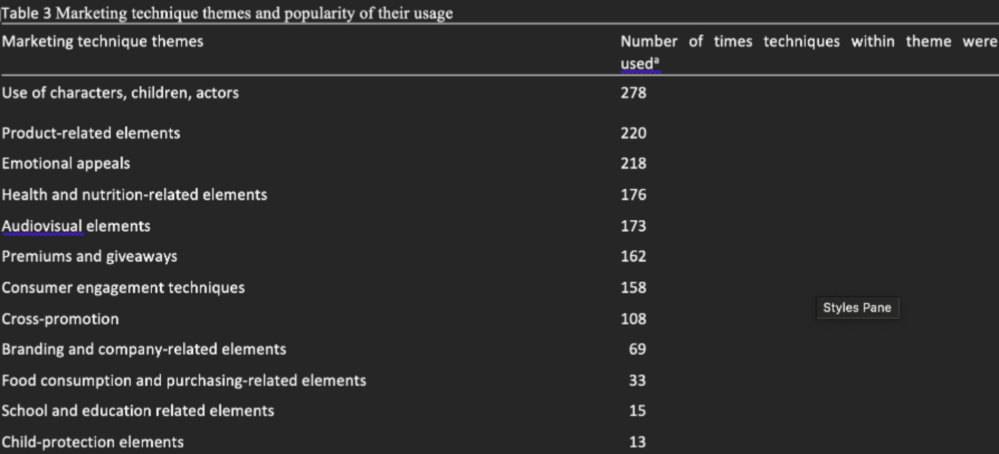 Table 3 Marketing technique themes and popularity of their usage
Marketing technique themes Number of times techniques within theme were
usedª
Use of characters, children, actors 278
Product-related elements 220
Emotional appeals 218
Health and nutrition-related elements 176
Audiovisual elements 173
Premiums and giveaways 162
Consumer engagement techniques 158
Styles Pane
Cross-promotion 108
Branding and company-related elements 69
Food consumption and purchasing-related elements 33
School and education related elements 15
Child-protection elements 13